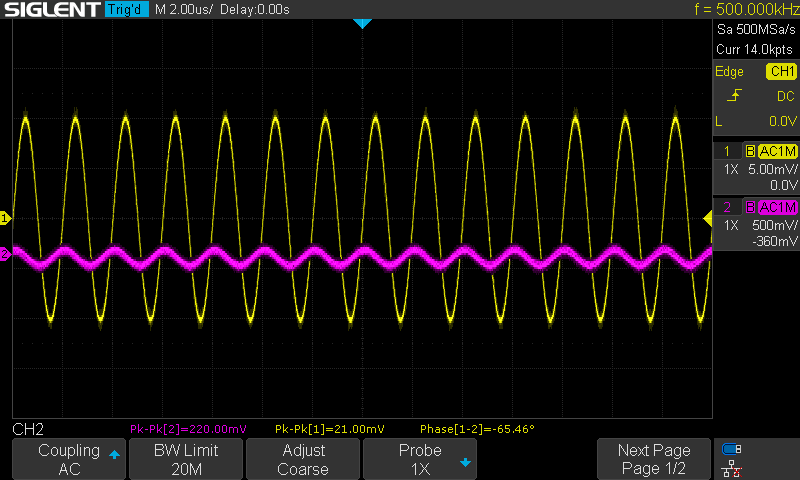 SIGLENT Trig'd M 2.00us/ Delay:0.00s f = 500.000kHz
Sa 500MSa/s
Curr 14.0kpts
Edge CH1
DC
L 0.0V
1 B AC1M
1X 5.00mV/
0.0V
2 B AC1M
1X 500mV/
-360mV
1
2
CH2 Pk-Pk[2]=220.00mV Pk-Pk[1]=21.00mV Phase[1-2]=-65.46°
Coupling BW Limit Adjust Probe Next Page
AC 20M Coarse 1X Page 1/2